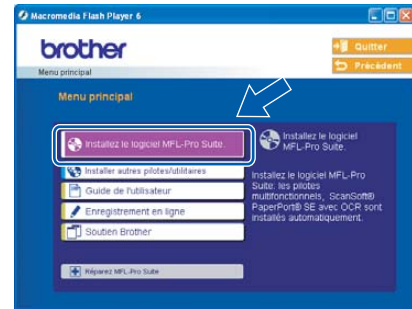 Macromedia Flash Player 6
brother
Quitter
Précédent
Menu principal
Menu principal
Installez le logiciel MFL-Pro Suite.
Installer autres pilotes/utilitaires
Guide de l'utilisateur
Enregistrement en ligne
Soutien Brother
Réparez MFL-Pro Suite
Installez le logiciel
MFL-Pro Suite.
Installez le logiciel MFL-Pro
Suite: les pilotes
multifonctionnels, ScanSoft®
PaperPort® SE avec OCR sont
installés automatiquement.